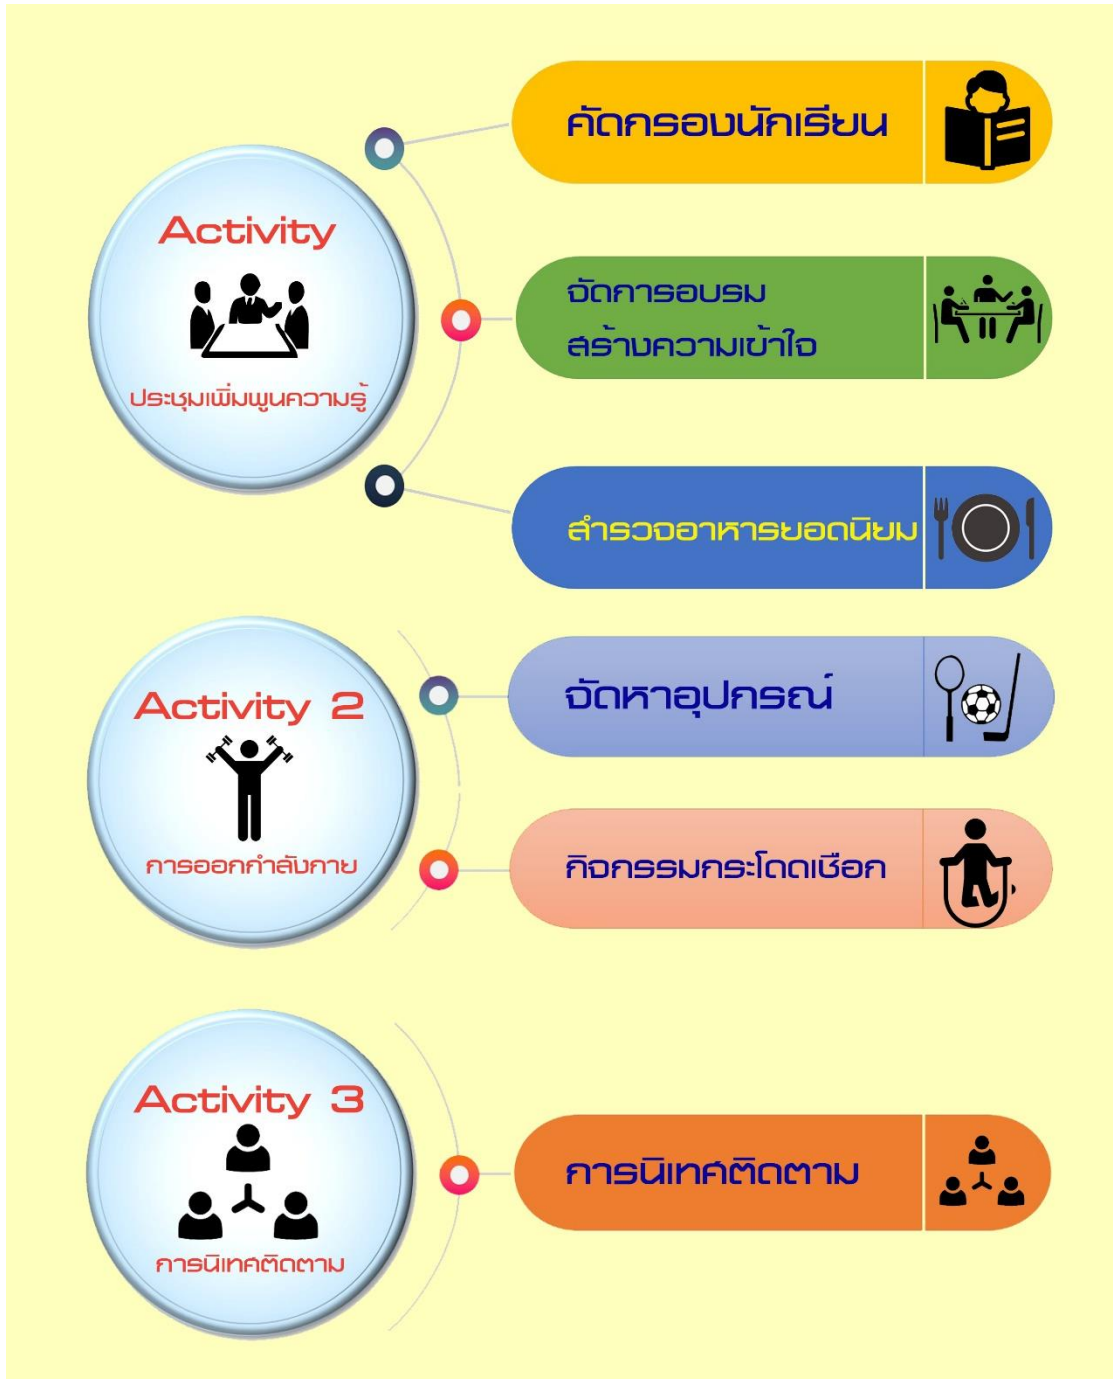 Activity
ประชุมเพิ่มพูนความรู้
คัดกรองนักเรียน
จัดการอบรม
สร้างความเข้าใจ
สำรวจอาหารยอดนิยม
Activity 2
การออกกำลังกาย
จัดหาอุปกรณ์
กิจกรรมกระโดดเชือก
Activity 3
การนิเทศติดตาม
การนิเทศติดตาม